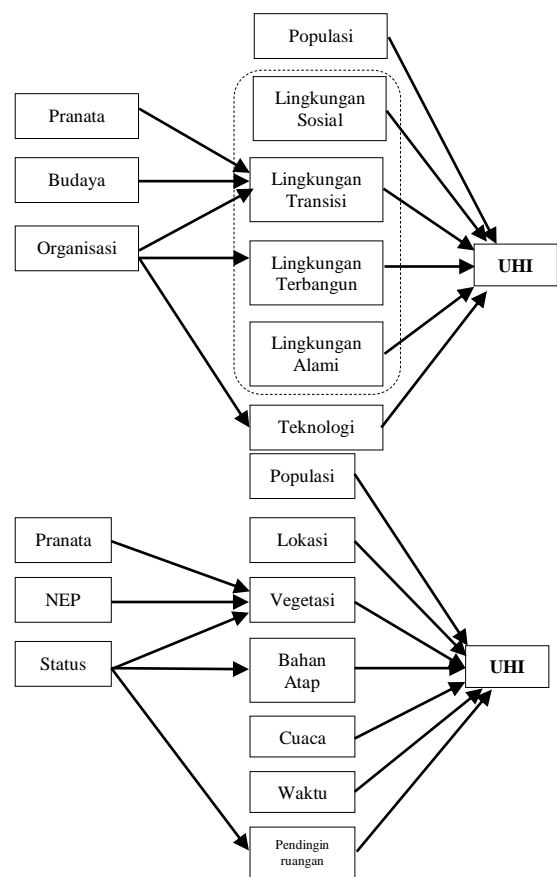 Populasi
Lingkungan
Sosial
Pranata
Budaya
Lingkungan
Transisi
Organisasi
Lingkungan
Terbangun
UHI
Lingkungan
Alami
Teknologi
Populasi
Pranata
Lokasi
NEP
Vegetasi
Status
Bahan
Atap
UHI
Cuaca
Waktu
Pendingin
ruangan